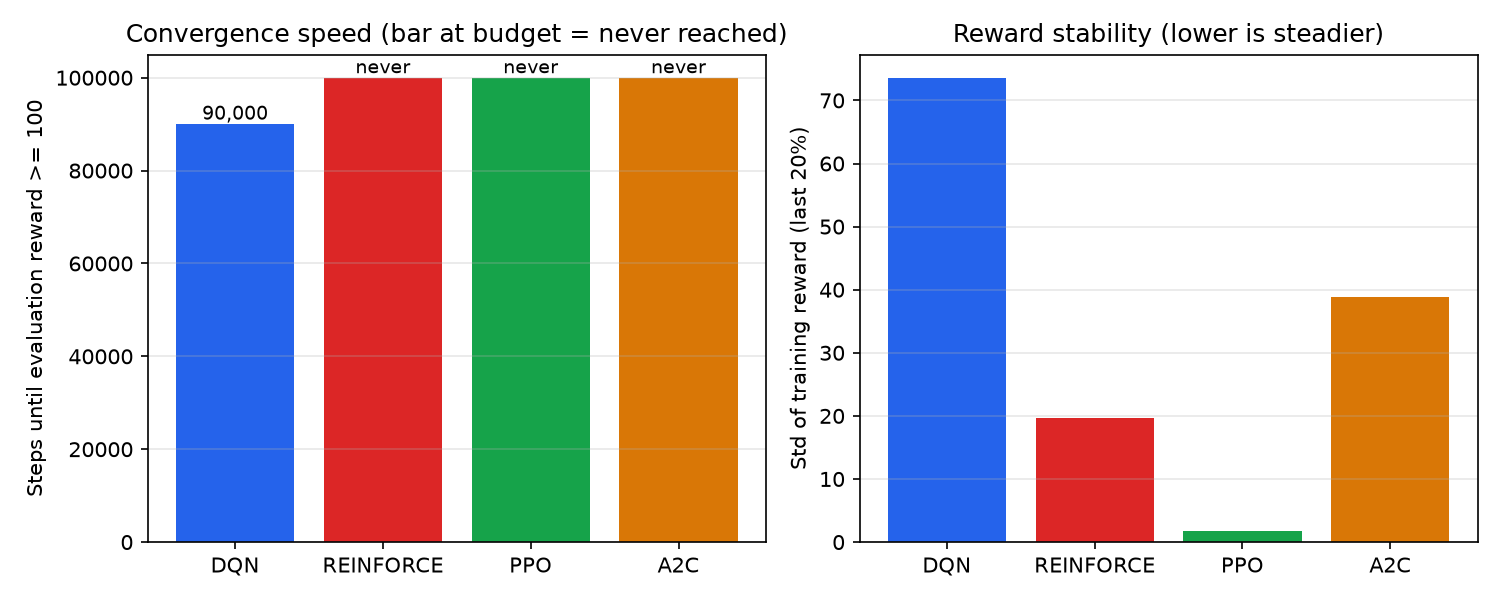 Convergence speed (bar at budget = never reached)
Steps until evaluation reward >= 100
100000
80000
60000
40000
20000
0
90,000
never
never
never
DQN
REINFORCE
PPO
A2C
Reward stability (lower is steadier)
Std of training reward (last 20%)
70
60
50
40
30
20
10
0
DQN
REINFORCE
PPO
A2C